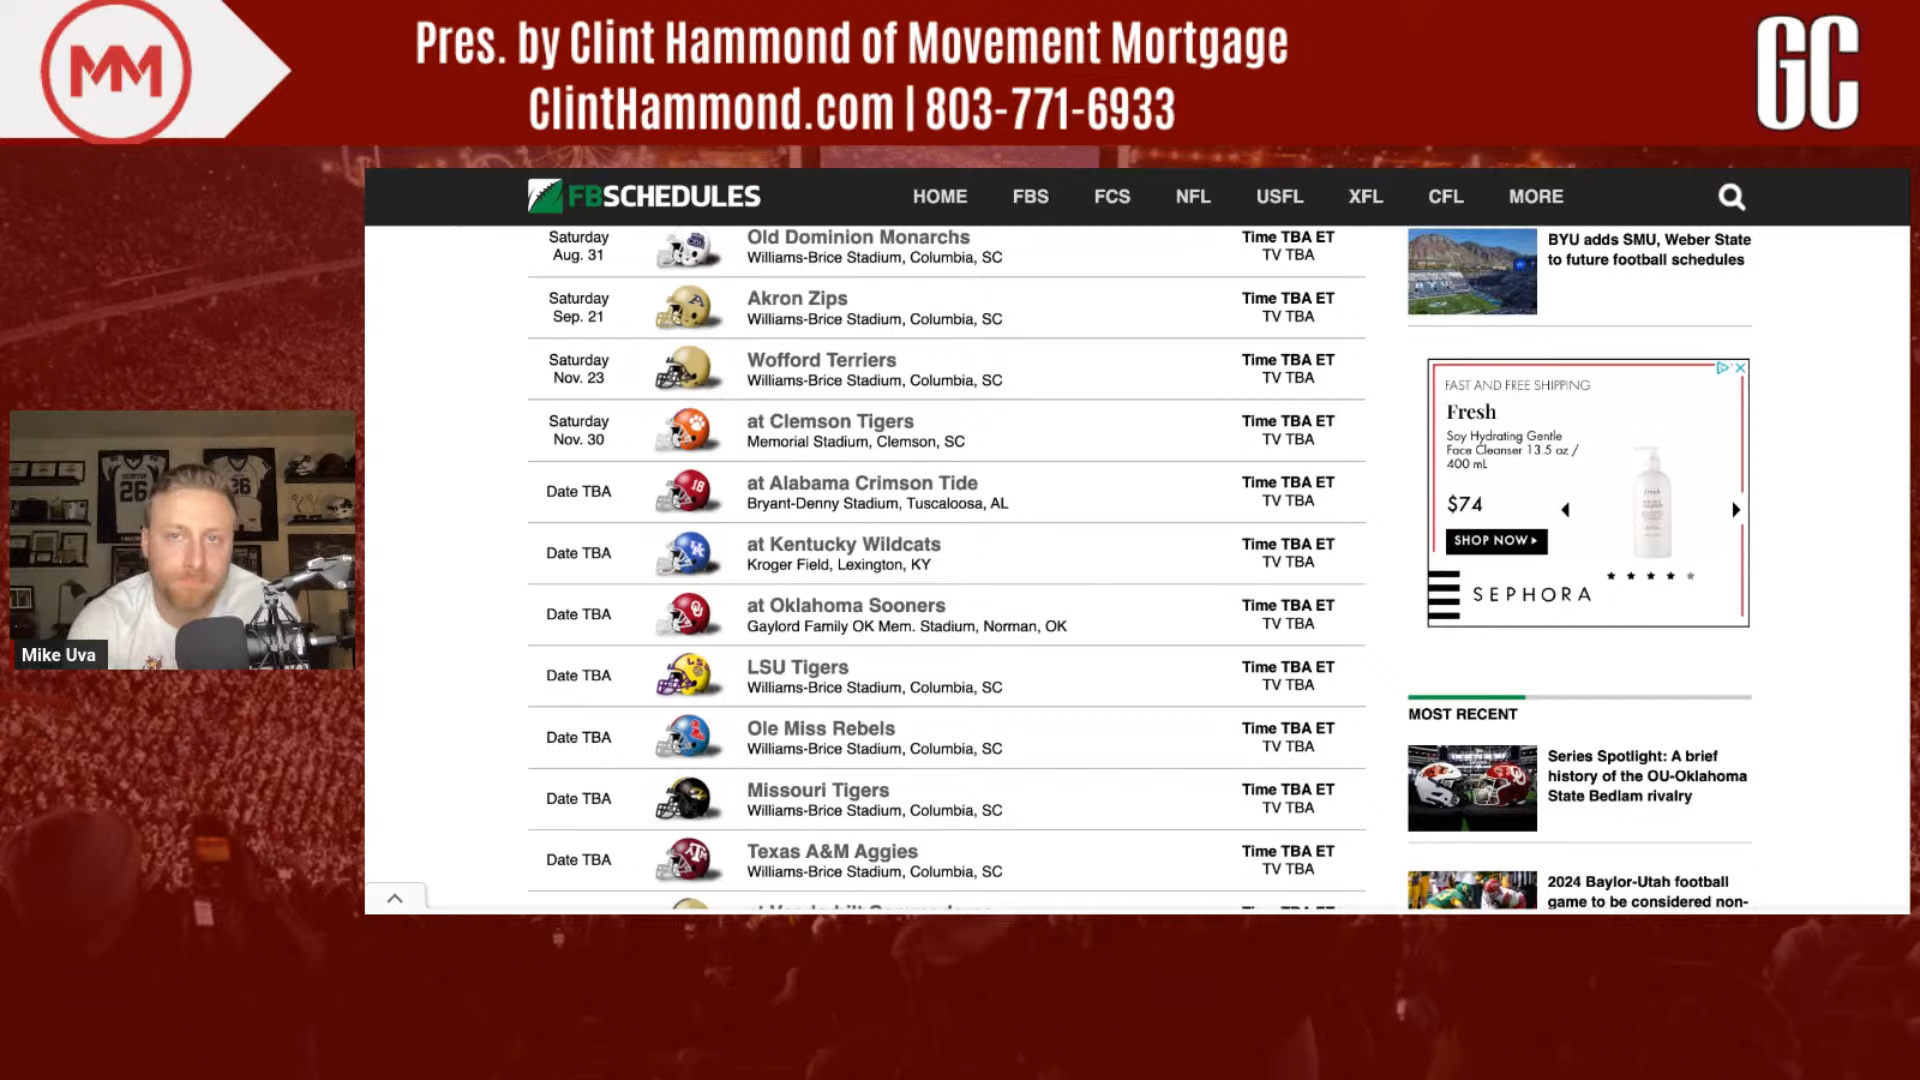 MM
Pres. by Clint Hammond of Movement Mortgage
ClintHammond.com | 803-771-6933
GC
FBSCHEDULES
HOME FBS FCS NFL USFL XFL CFL MORE
Saturday
Aug. 31
Old Dominion Monarchs
Williams-Brice Stadium, Columbia, SC
Time TBA ET
TV TBA
Saturday
Sep. 21
Akron Zips
Williams-Brice Stadium, Columbia, SC
Time TBA ET
TV TBA
Saturday
Nov. 23
Wofford Terriers
Williams-Brice Stadium, Columbia, SC
Time TBA ET
TV TBA
Saturday
Nov. 30
at Clemson Tigers
Memorial Stadium, Clemson, SC
Time TBA ET
TV TBA
Date TBA
18
at Alabama Crimson Tide
Bryant-Denny Stadium, Tuscaloosa, AL
Time TBA ET
TV TBA
Date TBA
at Kentucky Wildcats
Kroger Field, Lexington, KY
Time TBA ET
TV TBA
Date TBA
at Oklahoma Sooners
Gaylord Family OK Mem. Stadium, Norman, OK
Time TBA ET
TV TBA
Date TBA
LSU
LSU Tigers
Williams-Brice Stadium, Columbia, SC
Time TBA ET
TV TBA
Date TBA
Ole Miss Rebels
Williams-Brice Stadium, Columbia, SC
Time TBA ET
TV TBA
Date TBA
Missouri Tigers
Williams-Brice Stadium, Columbia, SC
Time TBA ET
TV TBA
Date TBA
Texas A&M Aggies
Williams-Brice Stadium, Columbia, SC
Time TBA ET
TV TBA
BYU adds SMU, Weber State
to future football schedules
FAST AND FREE SHIPPING
Fresh
Soy Hydrating Gentle
Face Cleanser 13.5 oz /
400 mL
$74
SHOP NOW
fresh
SEPHORA
MOST RECENT
Series Spotlight: A brief
history of the OU-Oklahoma
State Bedlam rivalry
2024 Baylor-Utah football
game to be considered non-
26
26
Mike Uva